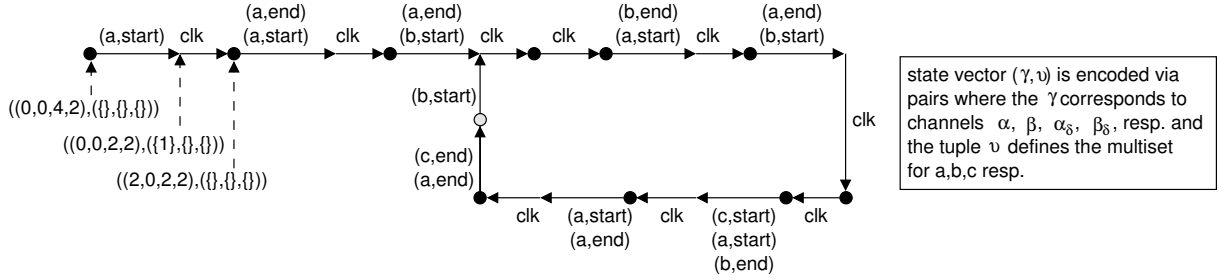 (a,end) (a,end) (b,end) (a,end)
(a,start) clk (a,start) clk (b,start) clk clk (a,start) clk (b,start)
((0,0,4,2),({},{},{}))
(b,start)
clk
((0,0,2,2),({1},{},{}))
(c,end)
((2,0,2,2),({},{},{}))
(a,end)
clk (a,start) clk (c,start) clk
(a,end) (a,start)
(b,end)
state vector (γ,υ) is encoded via
pairs where the γ corresponds to
channels α, β, αδ, βδ, resp. and
the tuple υ defines the multiset
for a,b,c resp.